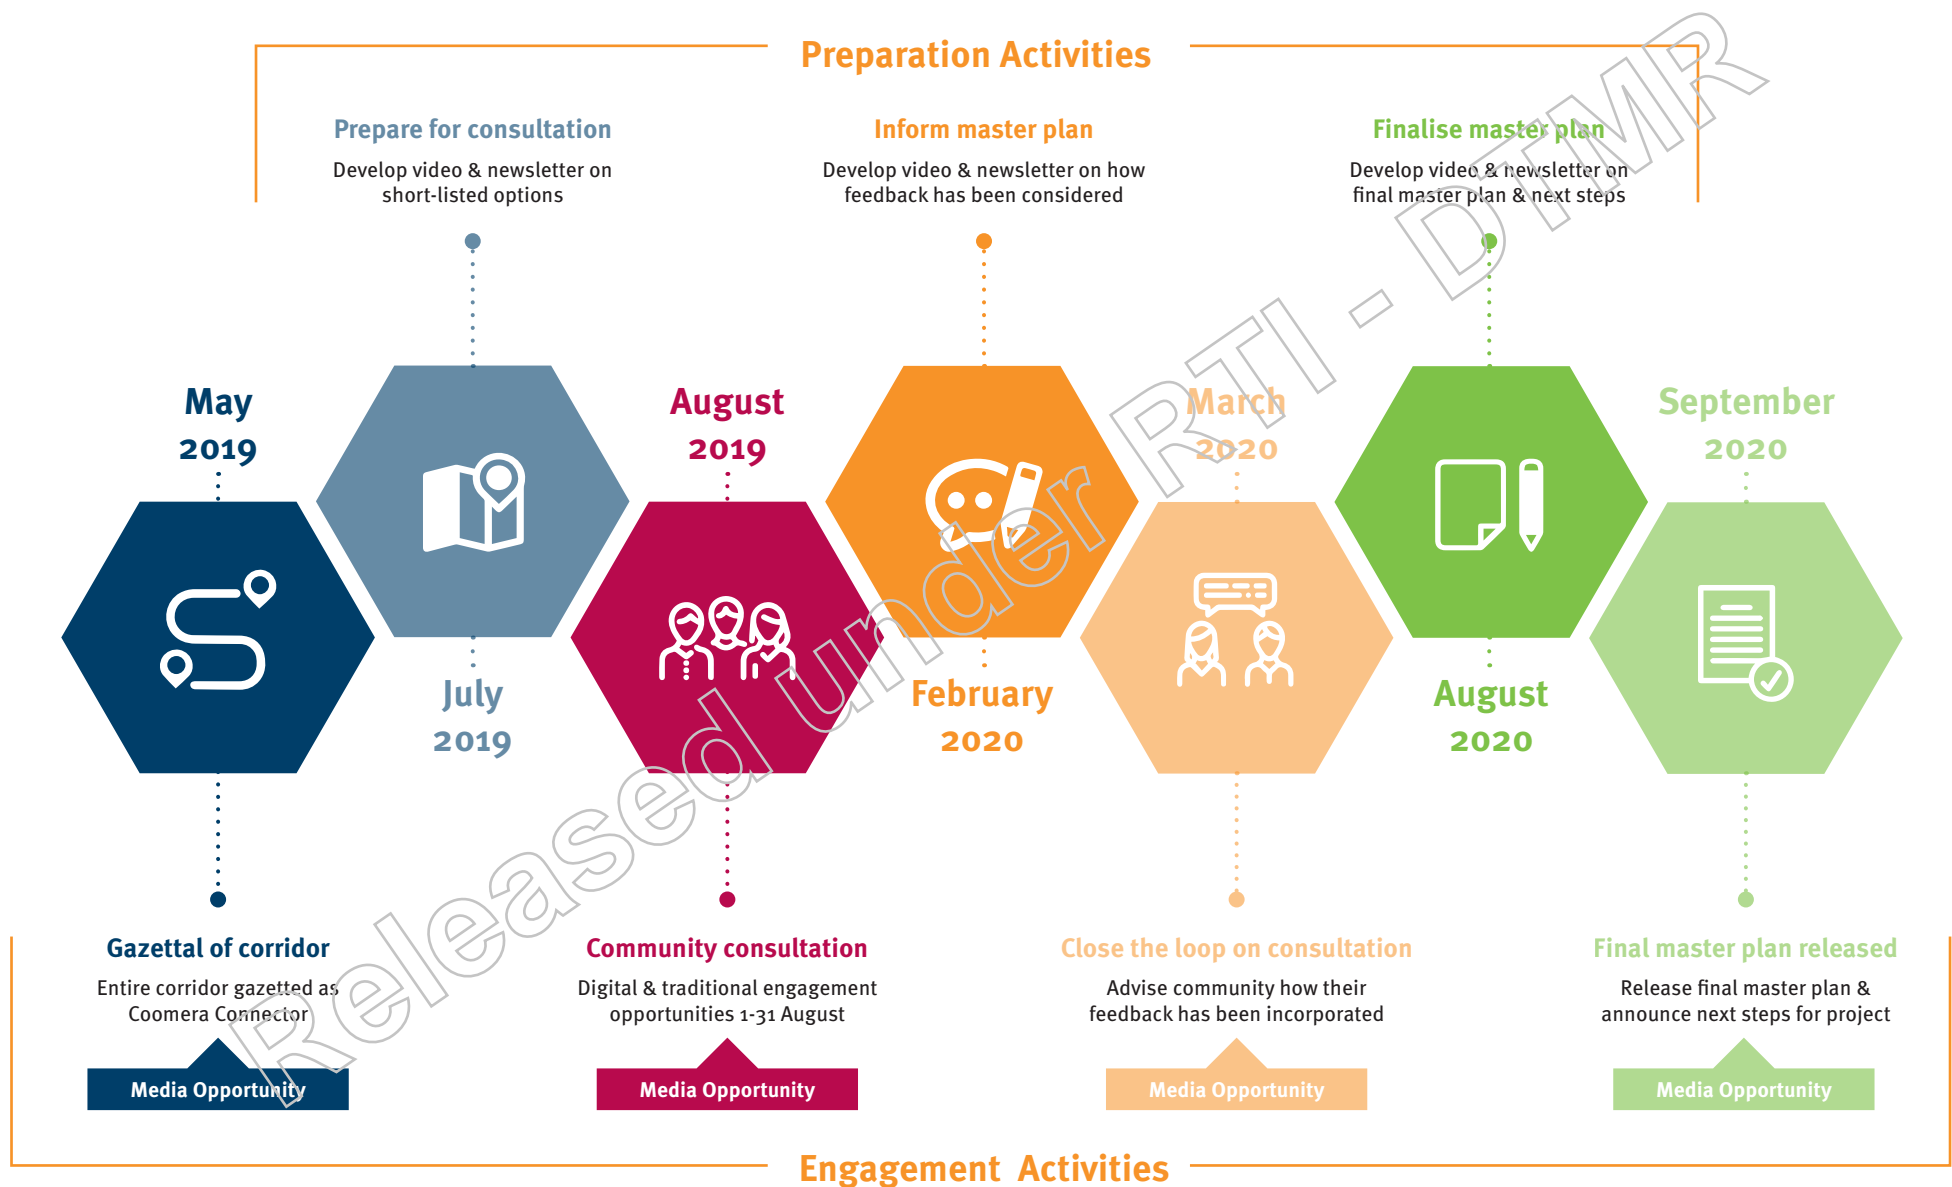 Preparation Activities
Prepare for consultation
Develop video & newsletter on
short-listed options
Inform master plan
Develop video & newsletter on how
feedback has been considered
Finalise master plan
Develop video & newsletter on
final master plan & next steps
May
2019
August
2019
March
2020
September
2020
July
2019
February
2020
August
2020
Gazettal of corridor
Entire corridor gazetted as
Coomera Connector
Media Opportunity
Community consultation
Digital & traditional engagement
opportunities 1-31 August
Media Opportunity
Close the loop on consultation
Advise community how their
feedback has been incorporated
Media Opportunity
Final master plan released
Release final master plan &
announce next steps for project
Media Opportunity
Engagement Activities
Released under RTI - DTMR